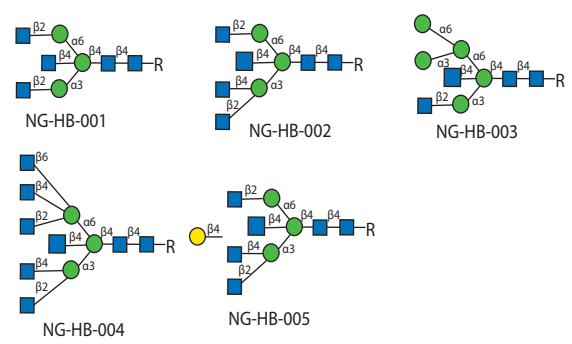 β2 α6 β4 β4 β4 R β2 α3
NG-HB-001
β2 α6 β4 β4 β4 R β4 α3 β2
NG-HB-002
α6 α3 α6 β4 β4 β4 R β2 α3
NG-HB-003
β6 β4 β2 α6 β4 β4 β4 R β4 α3 β2
NG-HB-004
β4 β2 α6 β4 β4 β4 R β4 α3 β2
NG-HB-005